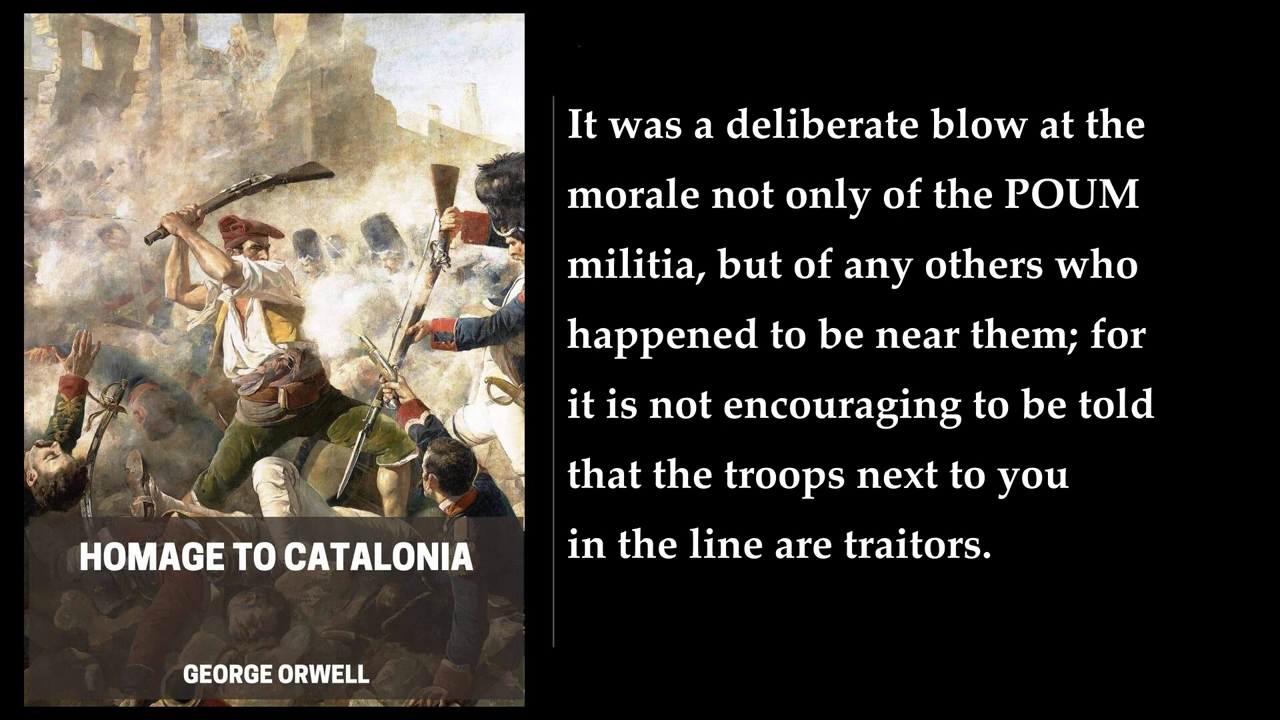 HOMAGE TO CATALONIA
GEORGE ORWELL
It was a deliberate blow at the
morale not only of the POUM
militia, but of any others who
happened to be near them; for
it is not encouraging to be told
that the troops next to you
in the line are traitors.